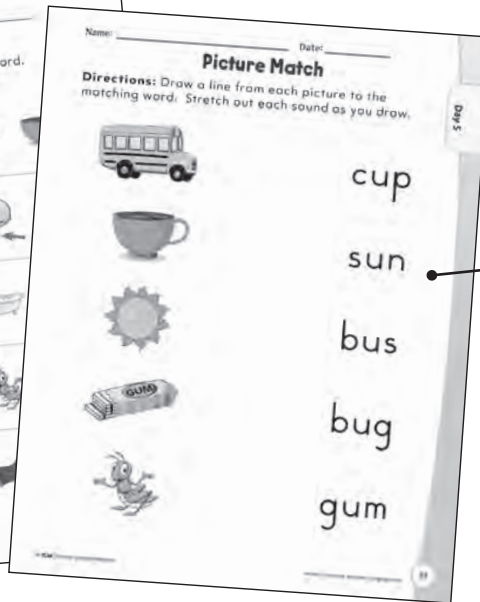 Name: Date:
Picture Match
Directions: Draw a line from each picture to the
matching word. Stretch out each sound as you draw.
Day 5
cup
sun
bus
GUM
bug
gum
ord.